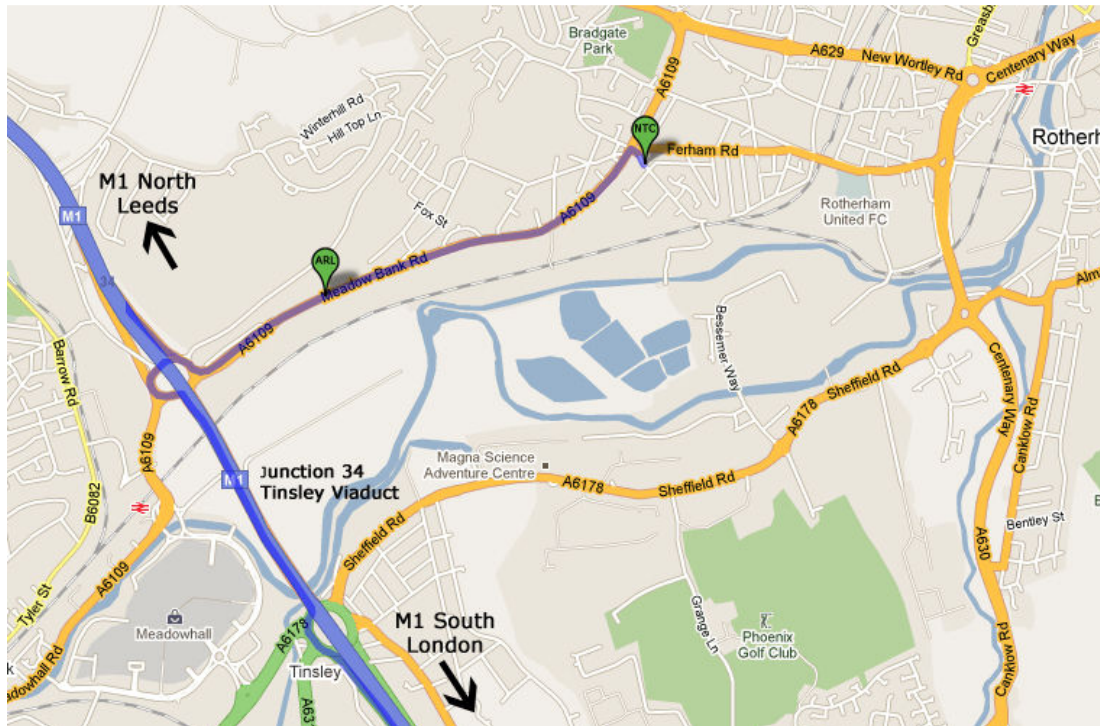 Bradgate
Park
A629
New Wortley Rd
Greasb
Centenary Way
A6109
Winterhill Rd
Hill Top Ln
NTC
Ferham Rd
Rotherh
M1 North
Leeds
M1
Fox St
A6109
Rotherham
United FC
ARL
Meadow Bank Rd
34
A6109
Alm
Bessemer Way
Barrow Rd
Sheffield Rd
Centenary Way
Canklow Rd
A6178
A6109
Magna Science
Adventure Centre
Junction 34
Tinsley Viaduct
M1
A6178
Sheffield Rd
B6082
Sheffield Rd
Bentley St
A630
A6109
Tyler St
Meadowhall
A6178
M1 South
London
Grange Ln
Phoenix
Golf Club
Tinsley
Canklow Rd
eadowhall Rd
k
A631